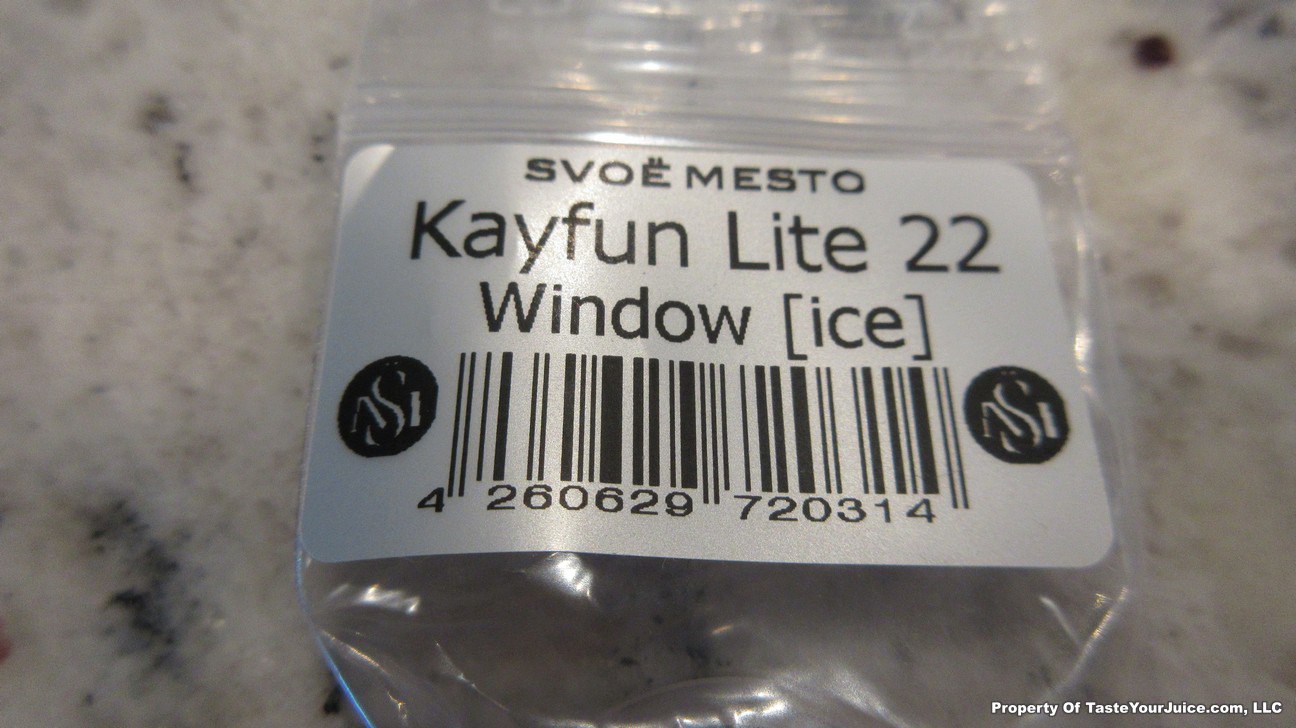 SVOË MESTO
Kayfun Lite 22
Window [ice]
4 260629 720314
Property Of TasteYourJuice.com, LLC